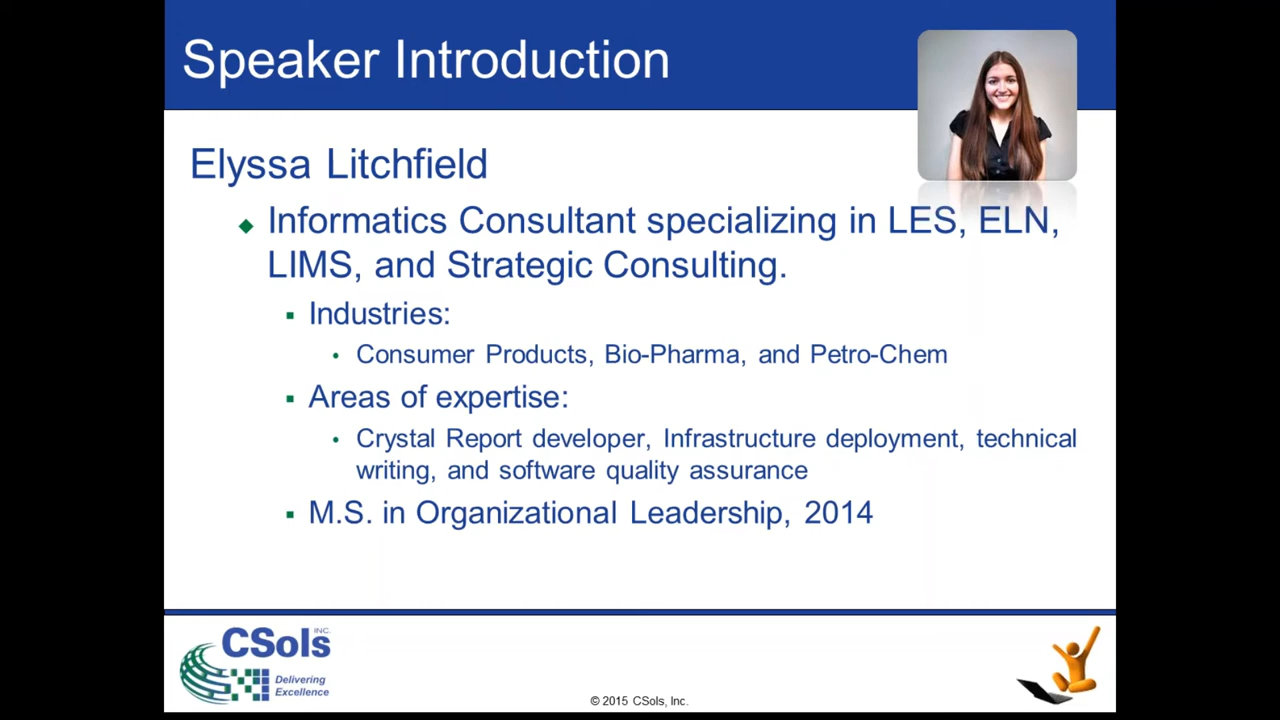 Speaker Introduction
Elyssa Litchfield
Informatics Consultant specializing in LES, ELN,
LIMS, and Strategic Consulting.
Industries:
Consumer Products, Bio-Pharma, and Petro-Chem
Areas of expertise:
Crystal Report developer, Infrastructure deployment, technical
writing, and software quality assurance
M.S. in Organizational Leadership, 2014
CSols INC.
Delivering
Excellence
© 2015 CSols, Inc.